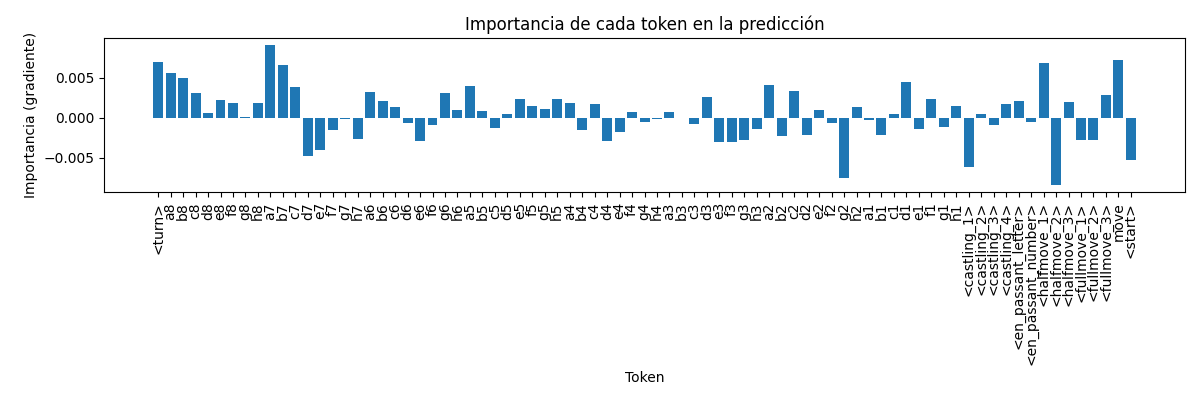 Importancia de cada token en la predicción
Importancia (gradiente)
0.005
0.000
−0.005
<turn>
a8
b8
c8
d8
e8
f8
g8
h8
a7
b7
c7
d7
e7
f7
g7
h7
a6
b6
c6
d6
e6
f6
g6
h6
a5
b5
c5
d5
e5
f5
g5
h5
a4
b4
c4
d4
e4
f4
g4
h4
a3
b3
c3
d3
e3
f3
g3
h3
a2
b2
c2
d2
e2
f2
g2
h2
a1
b1
c1
d1
e1
f1
g1
h1
<castling_1>
<castling_2>
<castling_3>
<castling_4>
<en_passant_letter>
<en_passant_number>
<halfmove_1>
<halfmove_2>
<halfmove_3>
<fullmove_1>
<fullmove_2>
<fullmove_3>
move
<start>
Token